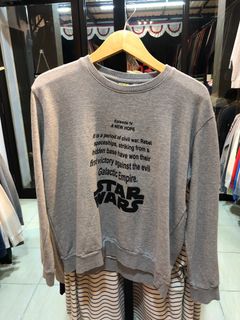 Episode IV
A NEW HOPE
It is a period of civil war. Rebel
spaceships, striking from a
hidden base have won their
first victory against the evil
Galactic Empire.
STAR
WARS